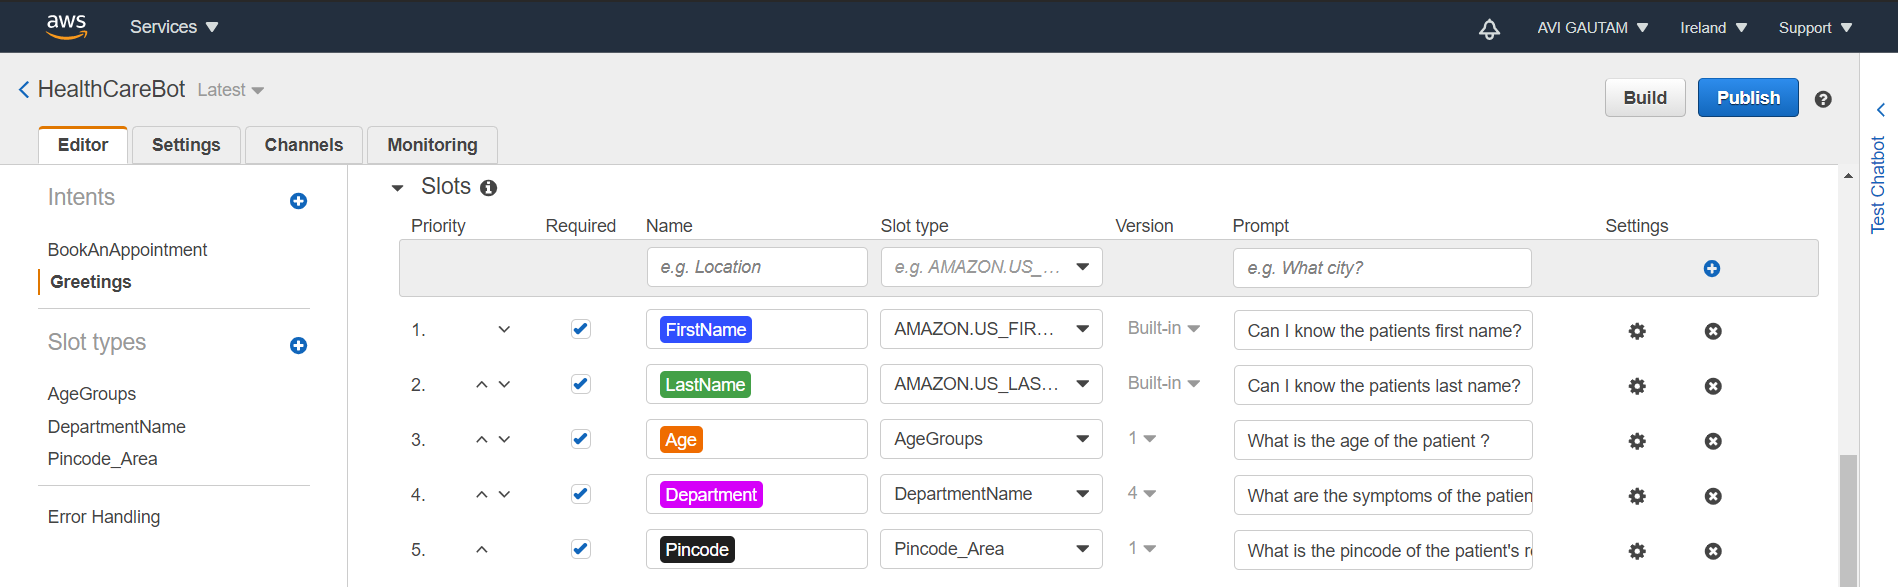 aws Services AVI GAUTAM Ireland Support
HealthCareBot Latest Build Publish
Editor Settings Channels Monitoring
Test Chatbot
Intents
BookAnAppointment
Greetings
Slot types
AgeGroups
DepartmentName
Pincode_Area
Error Handling
Slots
Priority Required Name Slot type Version Prompt Settings
e.g. Location e.g. AMAZON.US_... e.g. What city?
1. FirstName AMAZON.US_FIR... Built-in Can I know the patients first name?
2. LastName AMAZON.US_LAS... Built-in Can I know the patients last name?
3. Age AgeGroups 1 What is the age of the patient ?
4. Department DepartmentName 4 What are the symptoms of the patien
5. Pincode Pincode_Area 1 What is the pincode of the patient's r